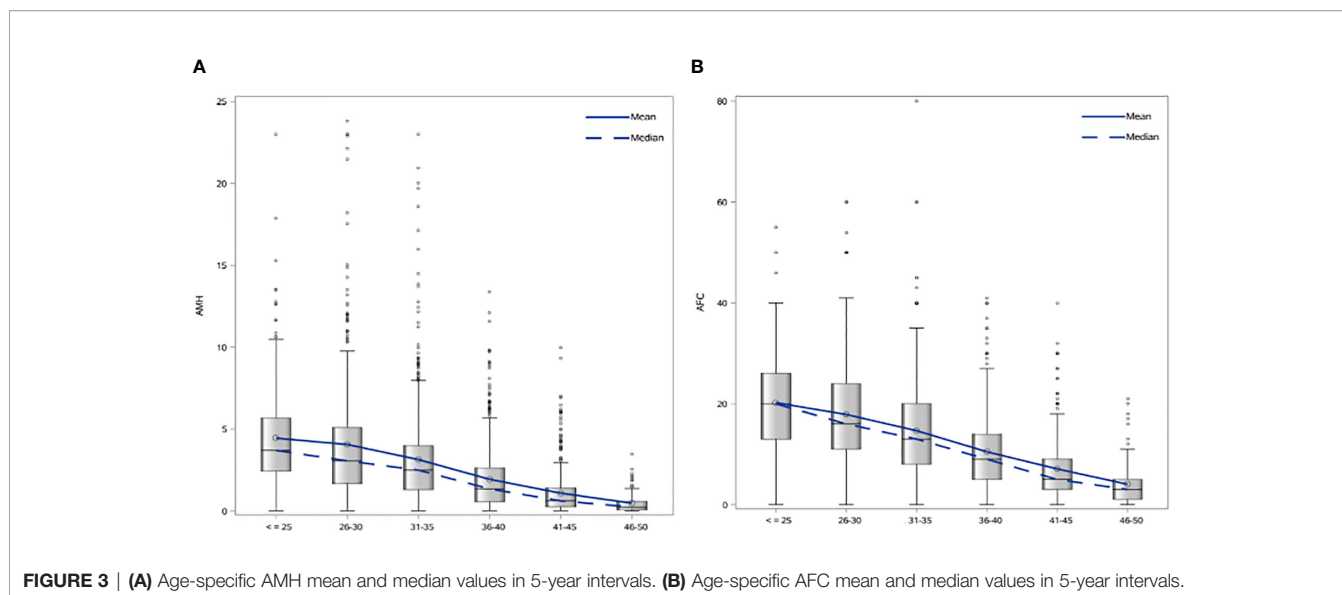 A
B
AMH
25
20
15
10
5
0
Mean
Median
< = 25 26-30 31-35 36-40 41-45 46-50
AFC
80
60
40
20
0
Mean
Median
< = 25 26-30 31-35 36-40 41-45 46-50
FIGURE 3 | (A) Age-specific AMH mean and median values in 5-year intervals. (B) Age-specific AFC mean and median values in 5-year intervals.